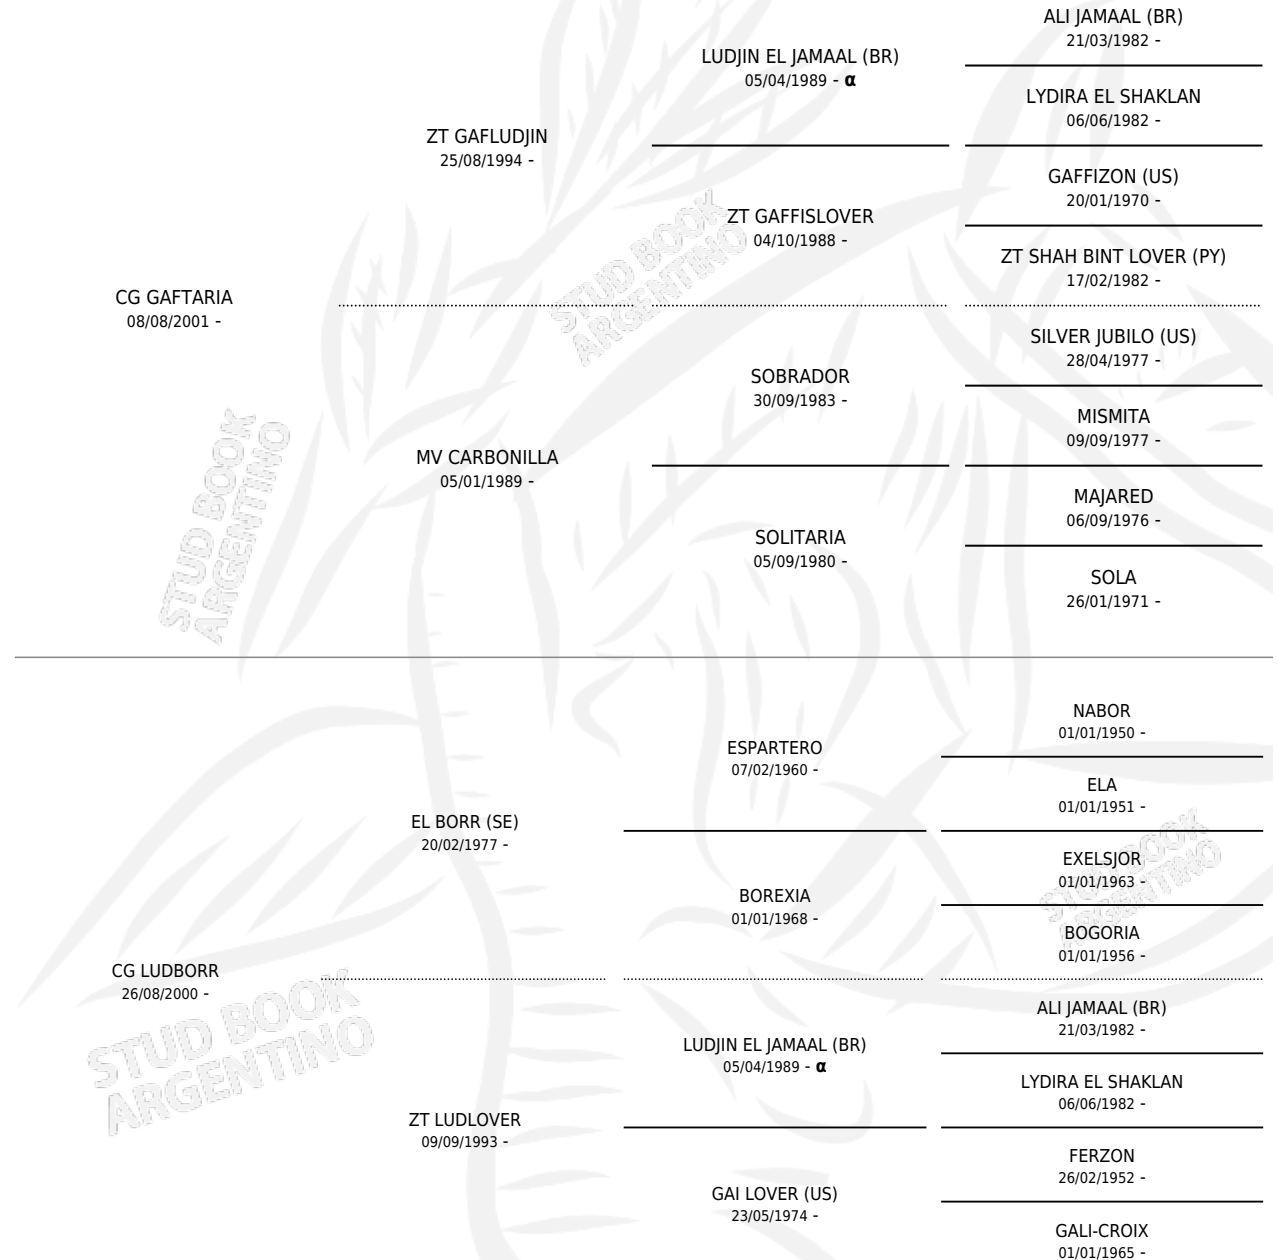 ALI JAMAAL (BR)
21/03/1982 -
LUDJIN EL JAMAAL (BR)
05/04/1989 - α
LYDIRA EL SHAKLAN
06/06/1982 -
ZT GAFLUDJIN
25/08/1994 -
GAFFIZON (US)
20/01/1970 -
ZT GAFFISLOVER
04/10/1988 -
ZT SHAH BINT LOVER (PY)
17/02/1982 -
CG GAFTARIA
08/08/2001 -
SILVER JUBILO (US)
28/04/1977 -
SOBRADOR
30/09/1983 -
MISMITA
09/09/1977 -
MV CARBONILLA
05/01/1989 -
MAJARED
06/09/1976 -
SOLITARIA
05/09/1980 -
SOLA
26/01/1971 -
NABOR
01/01/1950 -
ESPARTERO
07/02/1960 -
ELA
01/01/1951 -
EL BORR (SE)
20/02/1977 -
EXELSJOR
01/01/1963 -
BOREXIA
01/01/1968 -
BOGORIA
01/01/1956 -
CG LUDBORR
26/08/2000 -
ALI JAMAAL (BR)
21/03/1982 -
LUDJIN EL JAMAAL (BR)
05/04/1989 - α
LYDIRA EL SHAKLAN
06/06/1982 -
ZT LUDLOVER
09/09/1993 -
FERZON
26/02/1952 -
GAI LOVER (US)
23/05/1974 -
GALI-CROIX
01/01/1965 -
STUD BOOK
ARGENTINO
STUD BOOK
ARGENTINO
STUD BOOK
ARGENTINO
STUD BOOK
ARGENTINO